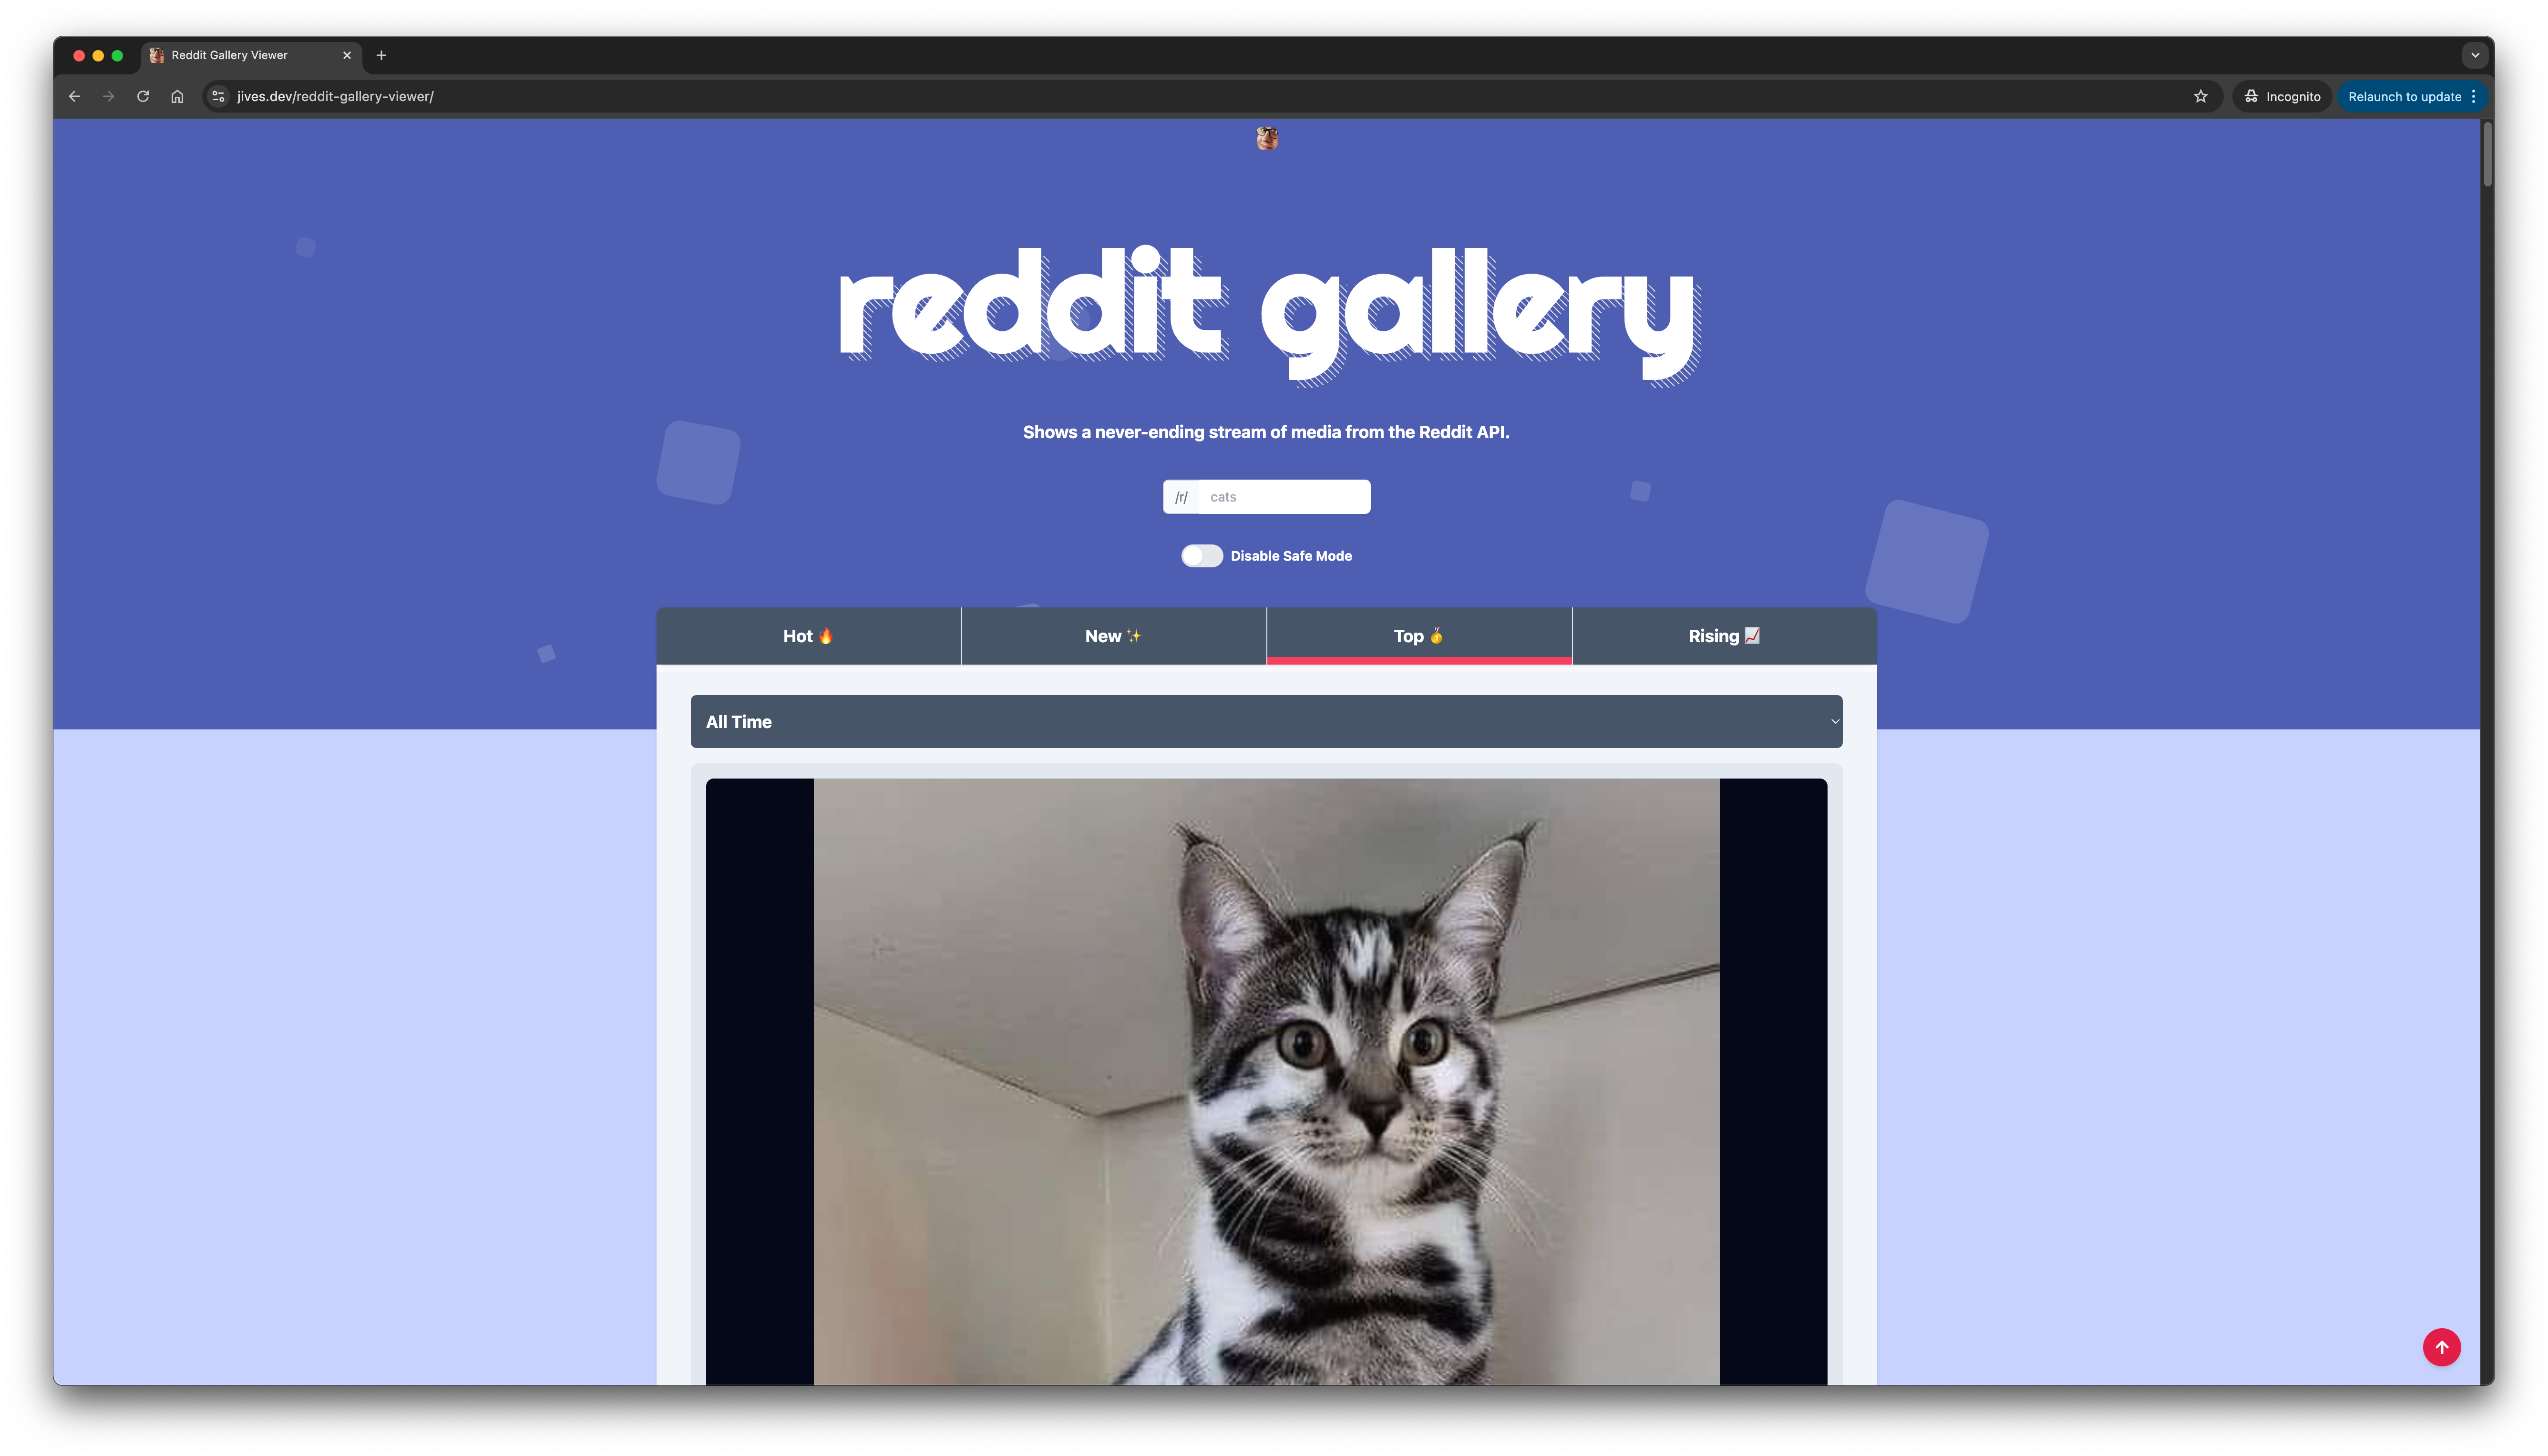 Reddit Gallery Viewer
jives.dev/reddit-gallery-viewer/
Incognito
Relaunch to update
reddit gallery
Shows a never-ending stream of media from the Reddit API.
/r/ cats
Disable Safe Mode
Hot 🔥
New ✨
Top 🥇
Rising 📈
All Time